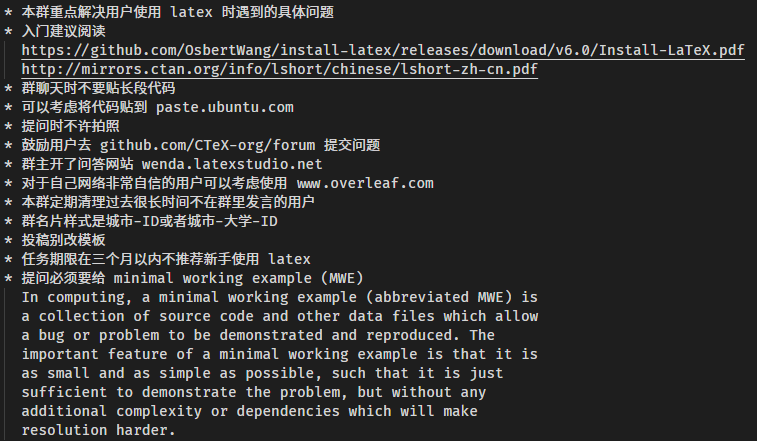 * 本群重点解决用户使用 latex 时遇到的具体问题
* 入门建议阅读
https://github.com/OsbertWang/install-latex/releases/download/v6.0/Install-LaTeX.pdf
http://mirrors.ctan.org/info/lshort/chinese/lshort-zh-cn.pdf
* 群聊天时不要贴长段代码
* 可以考虑将代码贴到 paste.ubuntu.com
* 提问时不许拍照
* 鼓励用户去 github.com/CTeX-org/forum 提交问题
* 群主开了问答网站 wenda.latexstudio.net
* 对于自己网络非常自信的用户可以考虑使用 www.overleaf.com
* 本群定期清理过去很长时间不在群里发言的用户
* 群名片样式是城市-ID或者城市-大学-ID
* 投稿别改模板
* 任务期限在三个月以内不推荐新手使用 latex
* 提问必须要给 minimal working example (MWE)
In computing, a minimal working example (abbreviated MWE) is
a collection of source code and other data files which allow
a bug or problem to be demonstrated and reproduced. The
important feature of a minimal working example is that it is
as small and as simple as possible, such that it is just
sufficient to demonstrate the problem, but without any
additional complexity or dependencies which will make
resolution harder.